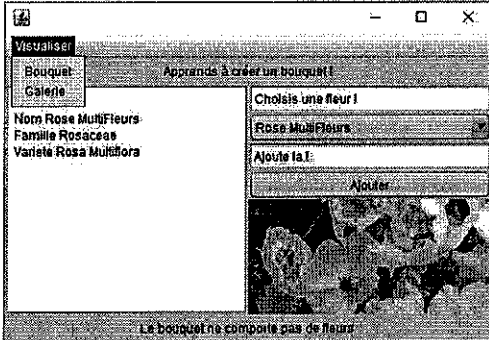 Visualiser
Bouquet
Galerie
Apprends à créer un bouquet !
Nom Rose MultiFleurs
Famille Rosaceae
Variete Rosa Multiflora
Choisis une fleur !
Rose MultiFleurs
Ajoute la !
Ajouter
Le bouquet ne comporte pas de fleurs